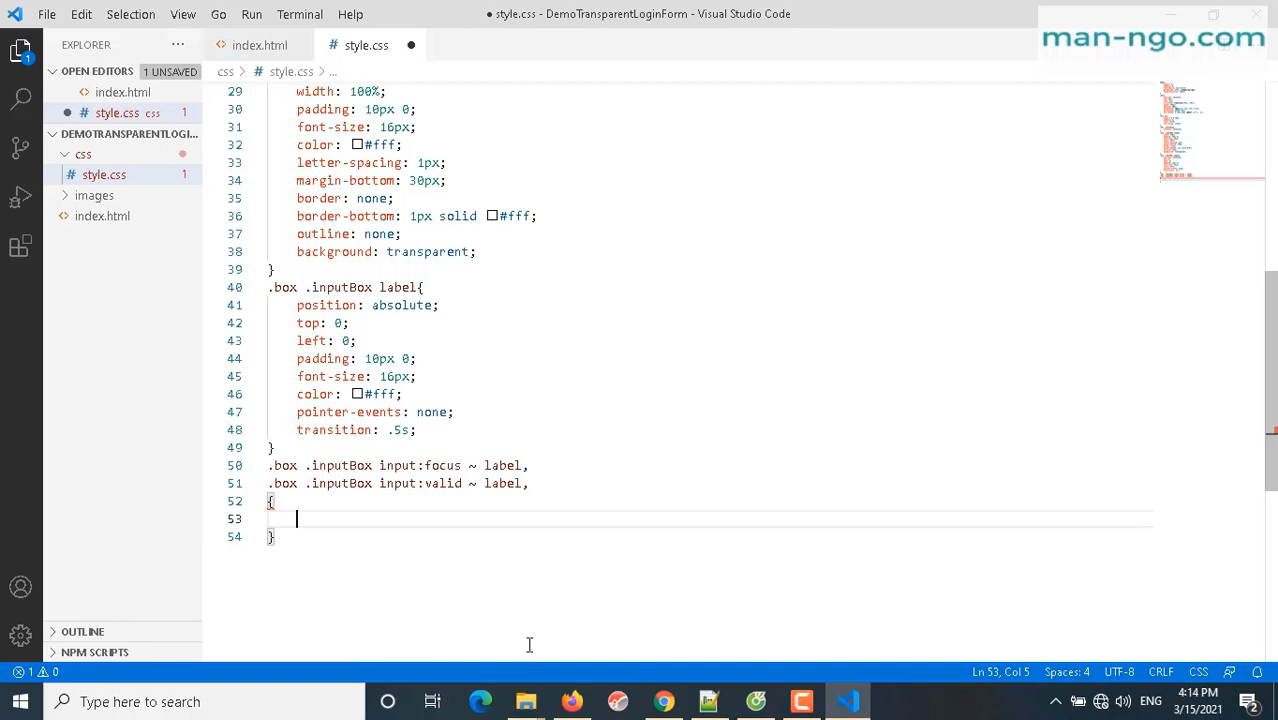 File Edit Selection View Go Run Terminal Help
● style.css - DemoTransparentLoginForm - Visual Studio Code
man-ngo.com
EXPLORER ···
index.html
# style.css ●
OPEN EDITORS 1 UNSAVED
css > # style.css > ...
index.html
# style.css css 1
DEMOTRANSPARENTLOGI...
css
# style.css 1
images
index.html
29 width: 100%;
30 padding: 10px 0;
31 font-size: 16px;
32 color: #fff;
33 letter-spacing: 1px;
34 margin-bottom: 30px;
35 border: none;
36 border-bottom: 1px solid #fff;
37 outline: none;
38 background: transparent;
39 }
40 .box .inputBox label{
41 position: absolute;
42 top: 0;
43 left: 0;
44 padding: 10px 0;
45 font-size: 16px;
46 color: #fff;
47 pointer-events: none;
48 transition: .5s;
49 }
50 .box .inputBox input:focus ~ label,
51 .box .inputBox input:valid ~ label,
52 {
53
54 }
OUTLINE
NPM SCRIPTS
1 0
Ln 53, Col 5 Spaces: 4 UTF-8 CRLF CSS
Type here to search
ENG
4:14 PM
3/15/2021
2